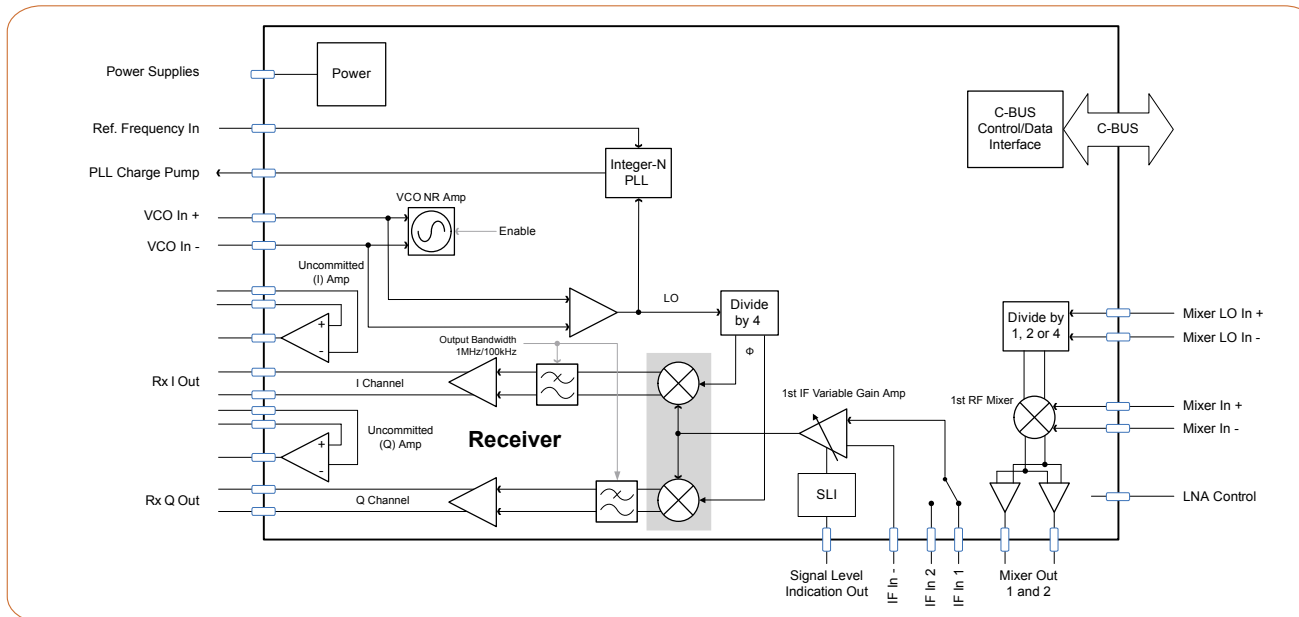 Power Supplies
Power
Ref. Frequency In
C-BUS
Control/Data
Interface
C-BUS
PLL Charge Pump
Integer-N
PLL
VCO NR Amp
VCO In +
Enable
VCO In -
Uncommitted
(I) Amp
+
-
LO
Divide
by 4
Φ
Divide by
1, 2 or 4
Mixer LO In +
Mixer LO In -
Output Bandwidth
1MHz/100kHz
Rx I Out
I Channel
1st IF Variable Gain Amp
1st RF Mixer
Mixer In +
Mixer In -
Uncommitted
(Q) Amp
+
-
Receiver
Rx Q Out
Q Channel
SLI
LNA Control
Signal Level
Indication Out
IF In -
IF In 2
IF In 1
Mixer Out
1 and 2